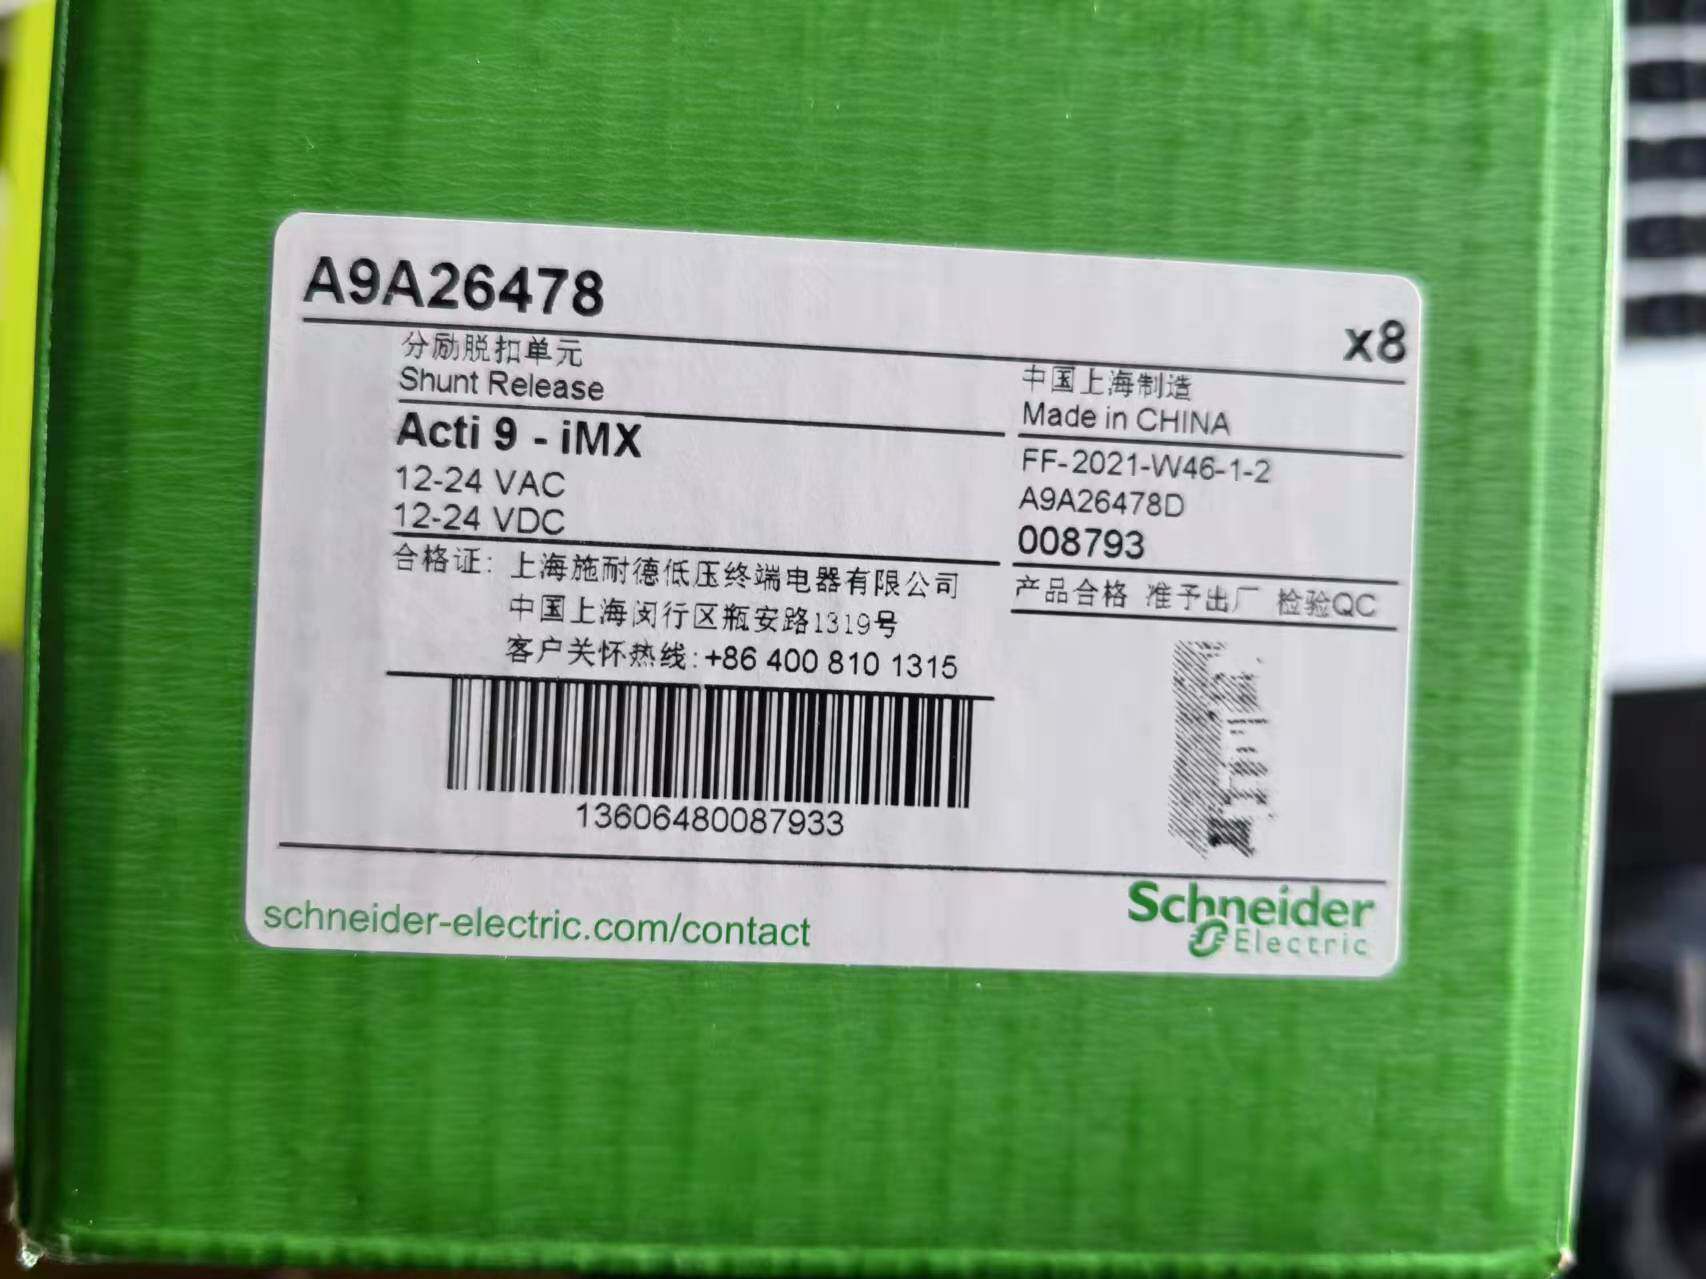 A9A26478
x8
分励脱扣单元
Shunt Release
中国上海制造
Made in CHINA
Acti 9 - iMX
12-24 VAC
12-24 VDC
FF-2021-W46-1-2
A9A26478D
008793
合格证: 上海施耐德低压终端电器有限公司
中国上海闵行区瓶安路1319号
客户关怀热线:+86 400 810 1315
产品合格 准予出厂 检验QC
13606480087933
schneider-electric.com/contact
Schneider
Electric